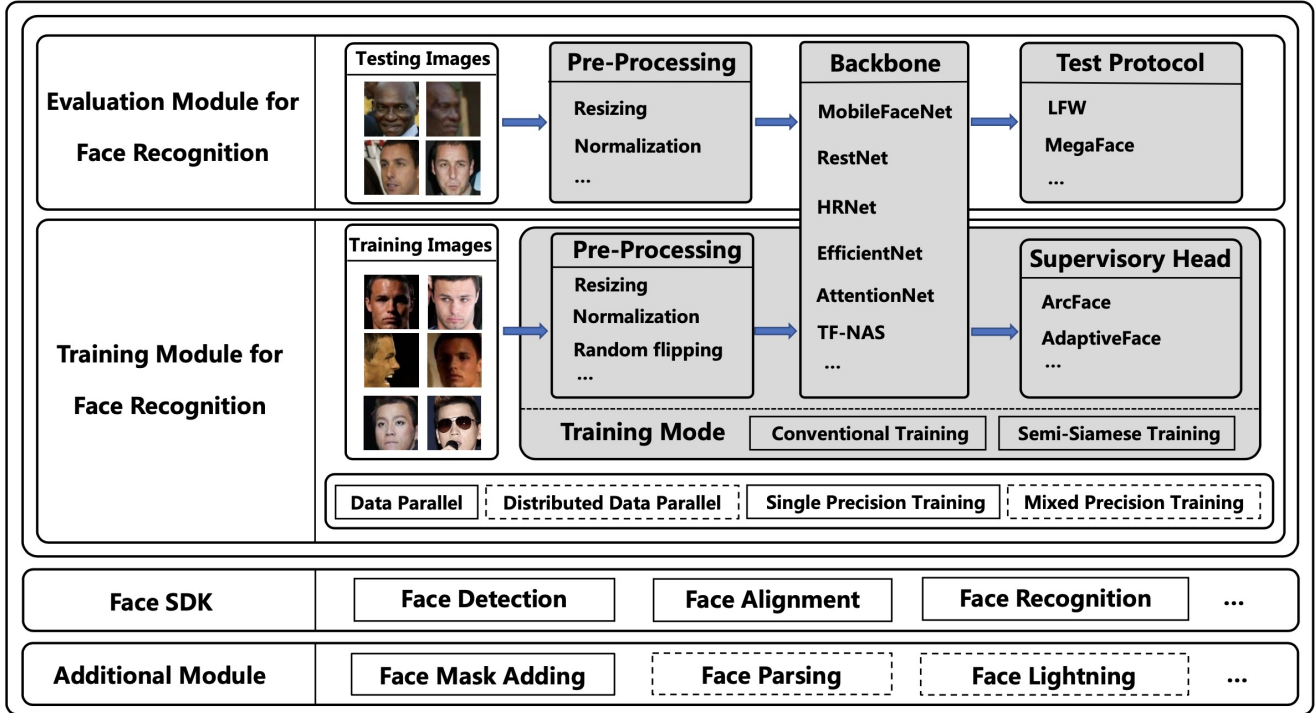 Evaluation Module for
Face Recognition
Testing Images
Pre-Processing
Resizing
Normalization
...
Backbone
MobileFaceNet
RestNet
HRNet
EfficientNet
AttentionNet
TF-NAS
...
Test Protocol
LFW
MegaFace
...
Training Module for
Face Recognition
Training Images
Pre-Processing
Resizing
Normalization
Random flipping
...
Supervisory Head
ArcFace
AdaptiveFace
...
Training Mode
Conventional Training
Semi-Siamese Training
Data Parallel
Distributed Data Parallel
Single Precision Training
Mixed Precision Training
Face SDK
Face Detection
Face Alignment
Face Recognition
...
Additional Module
Face Mask Adding
Face Parsing
Face Lightning
...